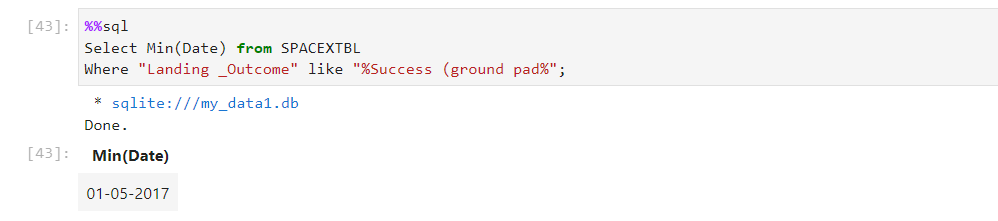 [43]: %%sql
Select Min(Date) from SPACEXTBL
Where "Landing _Outcome" like "%Success (ground pad%";
* sqlite:///my_data1.db
Done.
[43]: Min(Date)
01-05-2017